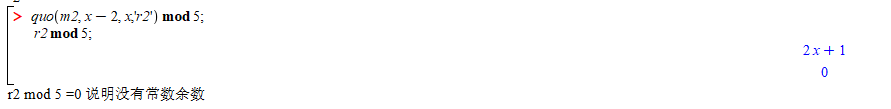 > quo(m2, x − 2, x,'r2') mod 5;
r2 mod 5;
2 x + 1
0
r2 mod 5 =0 说明没有常数余数